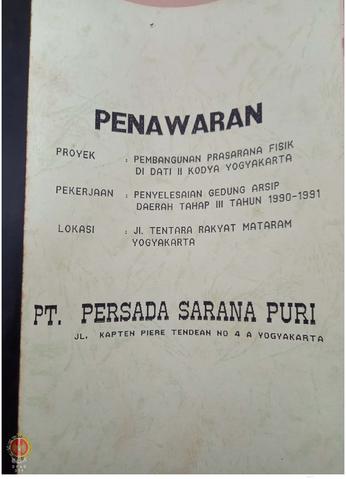 PENAWARAN
PROYEK : PEMBANGUNAN PRASARANA FISIK
DI DATI II KODYA YOGYAKARTA
PEKERJAAN : PENYELESAIAN GEDUNG ARSIP
DAERAH TAHAP III TAHUN 1990-1991
LOKASI : Jl. TENTARA RAKYAT MATARAM
YOGYAKARTA
PT. PERSADA SARANA PURI
JL. KAPTEN PIERE TENDEAN NO 4 A YOGYAKARTA